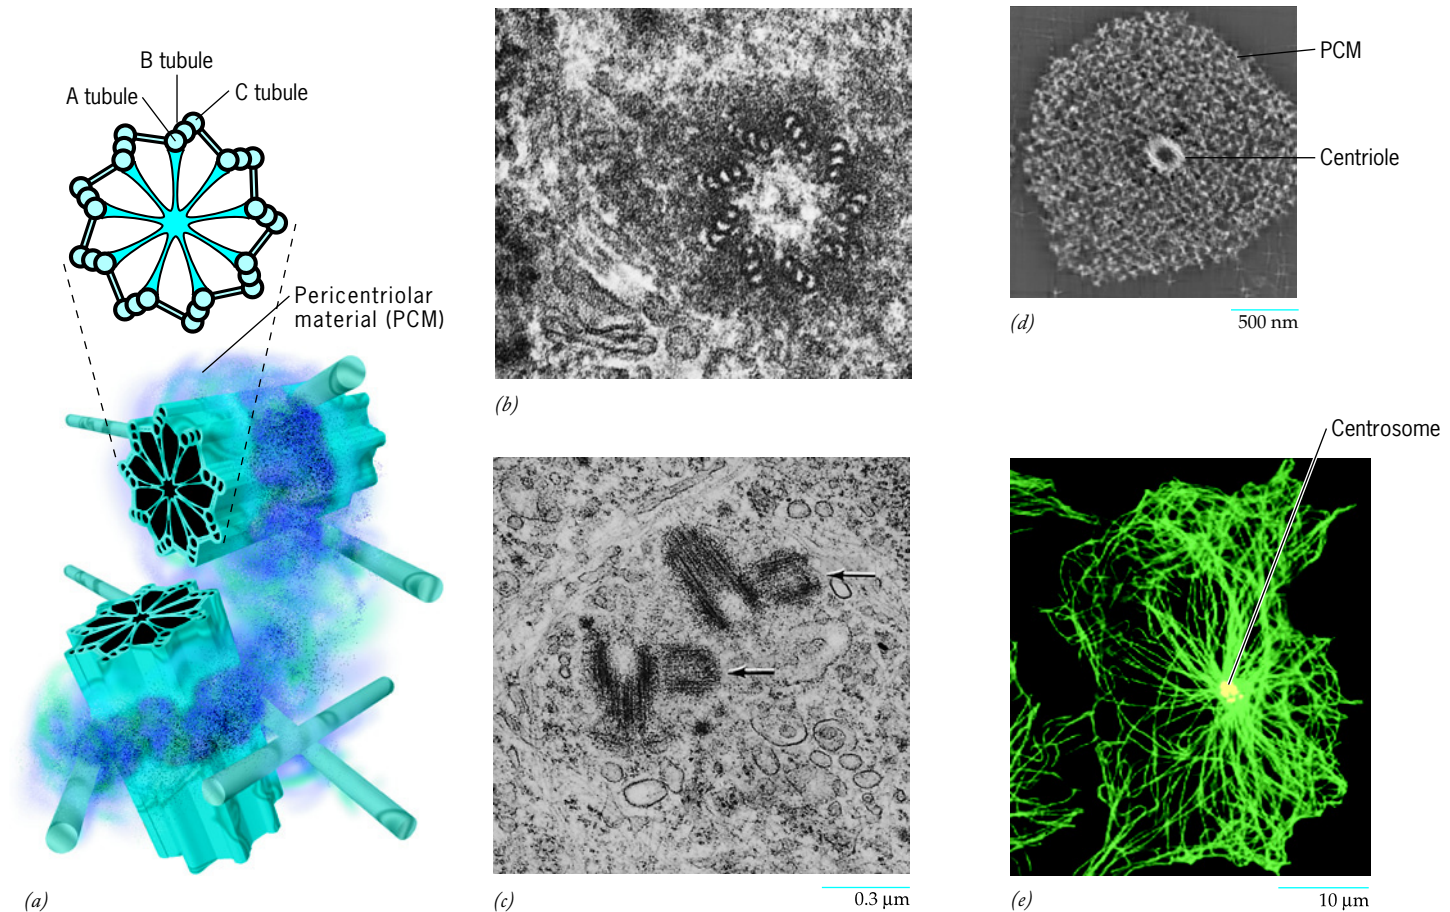 B tubule
A tubule
C tubule
Pericentriolar
material (PCM)
(a)
(b)
(c)
0.3 µm
PCM
Centriole
(d)
500 nm
Centrosome
(e)
10 µm